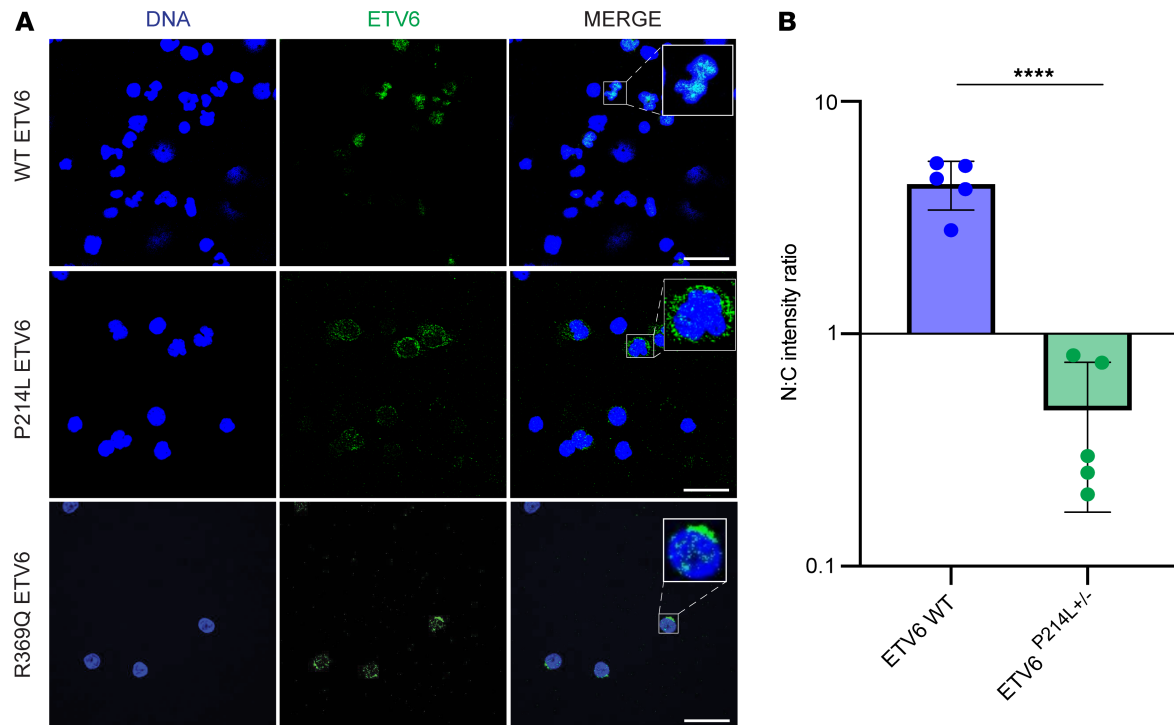 A
DNA
ETV6
MERGE
WT ETV6
P214L ETV6
R369Q ETV6
B
****
N:C intensity ratio
10
1
0.1
ETV6 WT
ETV6 P214L+/-